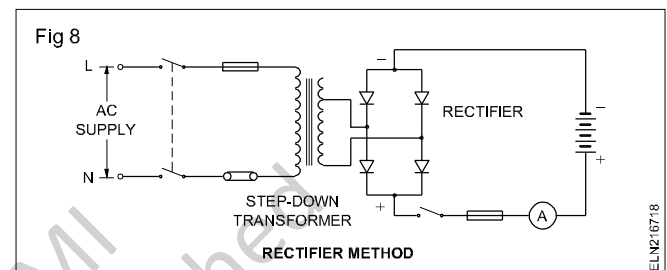 Fig 8
L
AC
SUPPLY
N
STEP-DOWN
TRANSFORMER
−
+
RECTIFIER
−
+
A
RECTIFIER METHOD
ELN216718